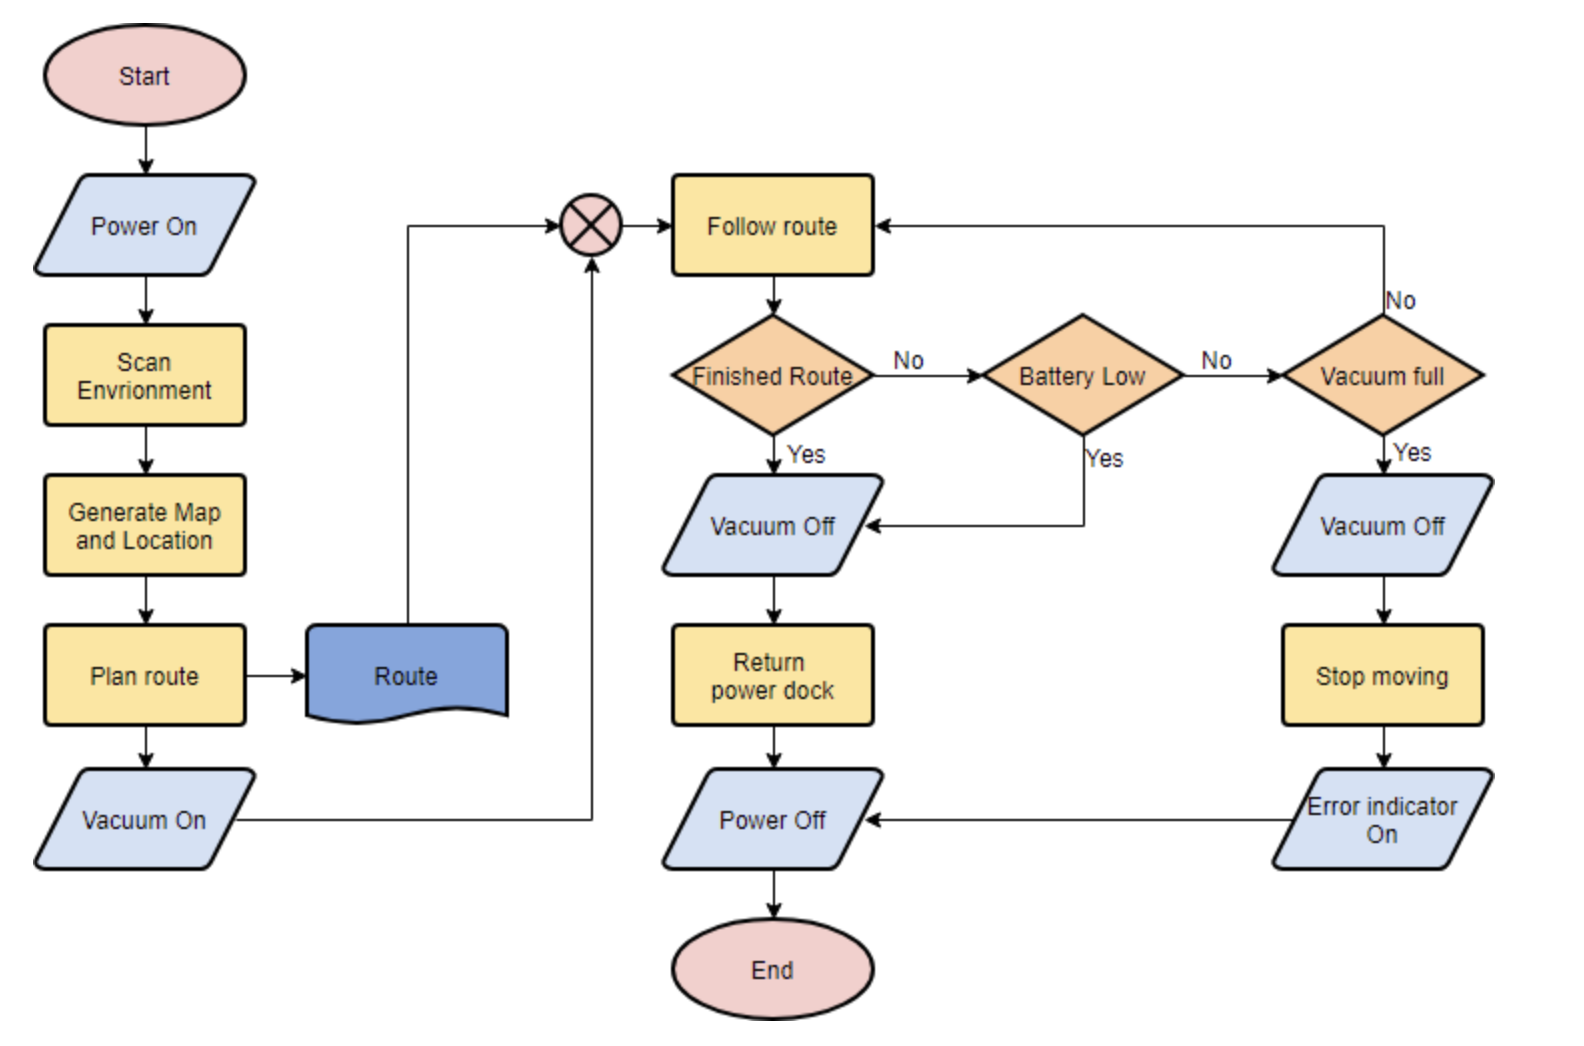 Start
Power On
Scan
Envrionment
Generate Map
and Location
Plan route
Route
Vacuum On
Follow route
Finished Route
No
Battery Low
No
Vacuum full
No
Yes
Yes
Yes
Vacuum Off
Vacuum Off
Return
power dock
Stop moving
Power Off
Error indicator
On
End